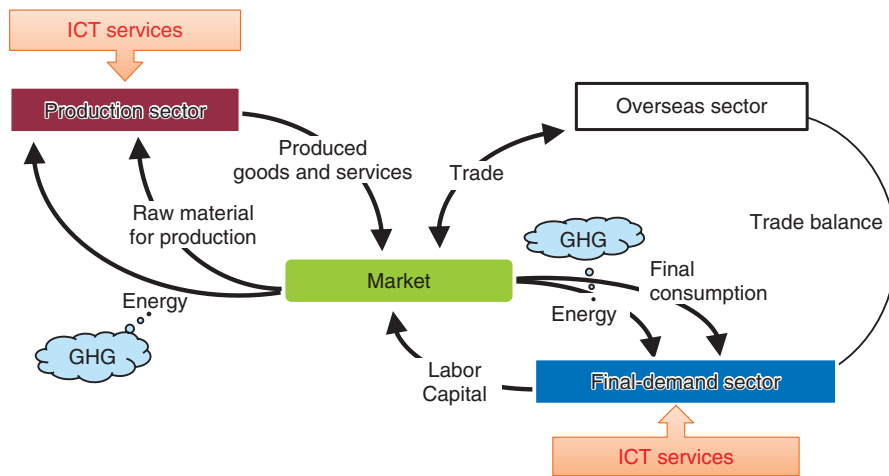 ICT services
Production sector
Overseas sector
Produced
goods and services
Trade
Raw material
for production
GHG
Trade balance
Market
Final
consumption
Energy
Energy
GHG
Labor
Capital
Final-demand sector
ICT services